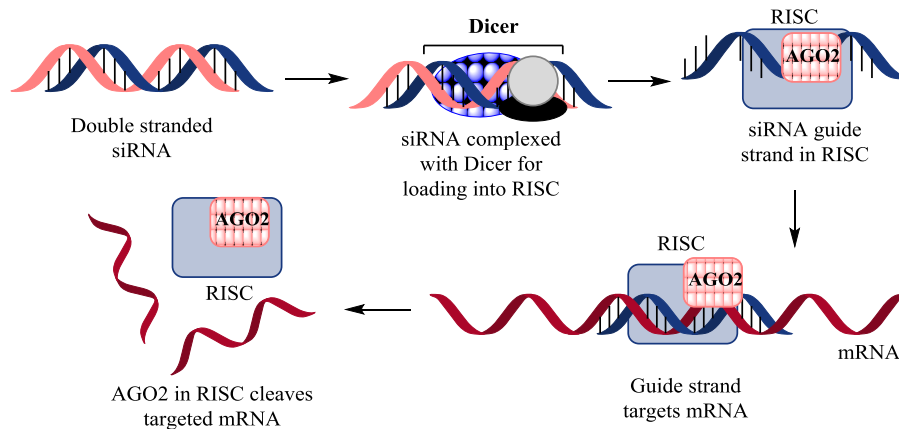 Double stranded
siRNA
Dicer
siRNA complexed
with Dicer for
loading into RISC
RISC
AGO2
siRNA guide
strand in RISC
RISC
AGO2
mRNA
Guide strand
targets mRNA
AGO2
RISC
AGO2 in RISC cleaves
targeted mRNA